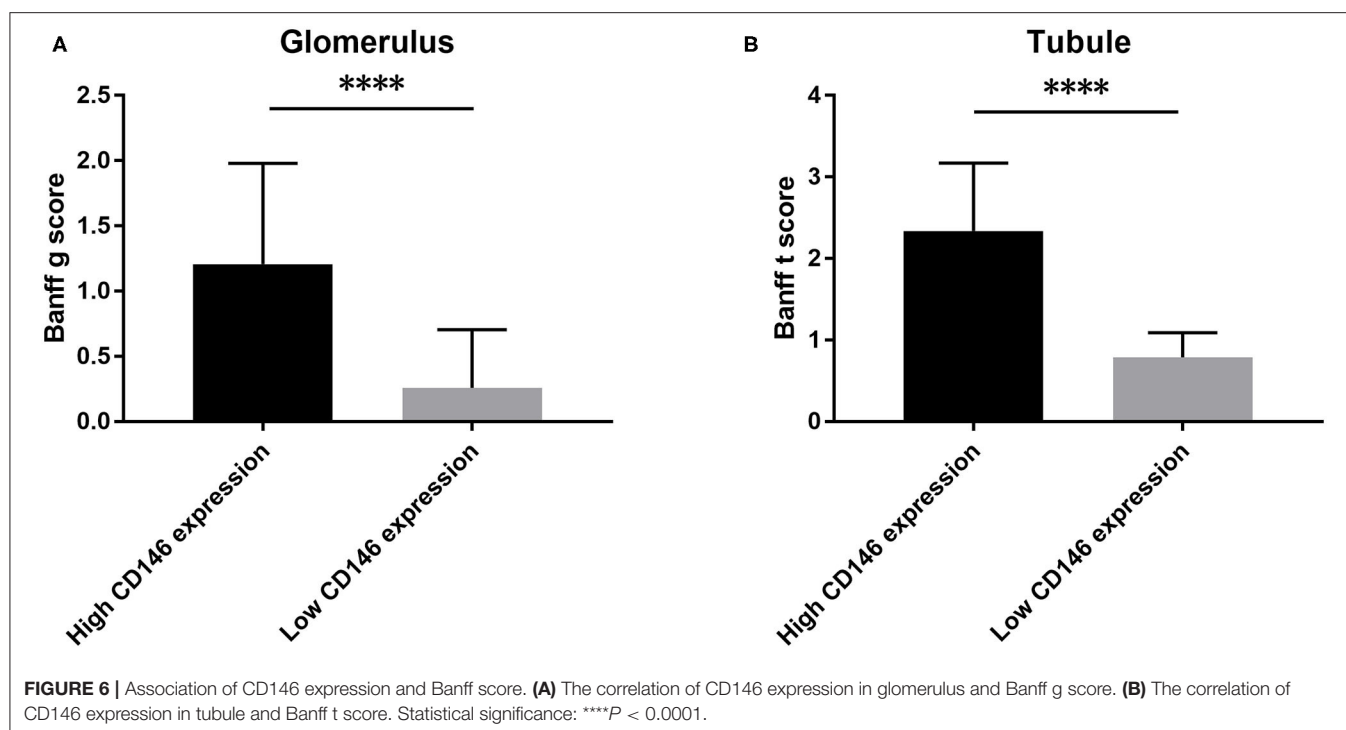 A
Glomerulus
****
2.5
2.0
1.5
1.0
0.5
0.0
Banff g score
High CD146 expression
Low CD146 expression
B
Tubule
****
4
3
2
1
0
Banff t score
High CD146 expression
Low CD146 expression
FIGURE 6 | Association of CD146 expression and Banff score. (A) The correlation of CD146 expression in glomerulus and Banff g score. (B) The correlation of
CD146 expression in tubule and Banff t score. Statistical significance: ****P < 0.0001.